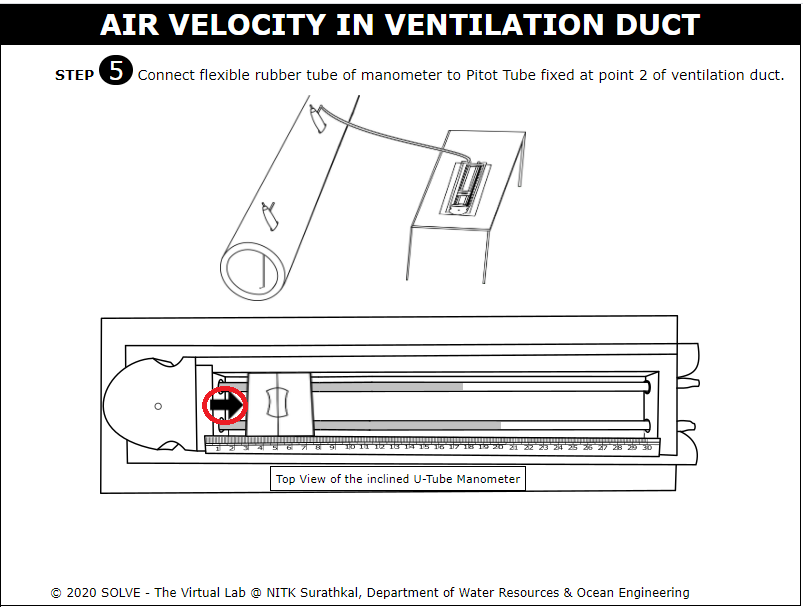 AIR VELOCITY IN VENTILATION DUCT
STEP 5 Connect flexible rubber tube of manometer to Pitot Tube fixed at point 2 of ventilation duct.
1 2 3 4 5 6 7 8 9 10 11 12 13 14 15 16 17 18 19 20 21 22 23 24 25 26 27 28 29 30
Top View of the inclined U-Tube Manometer
© 2020 SOLVE - The Virtual Lab @ NITK Surathkal, Department of Water Resources & Ocean Engineering